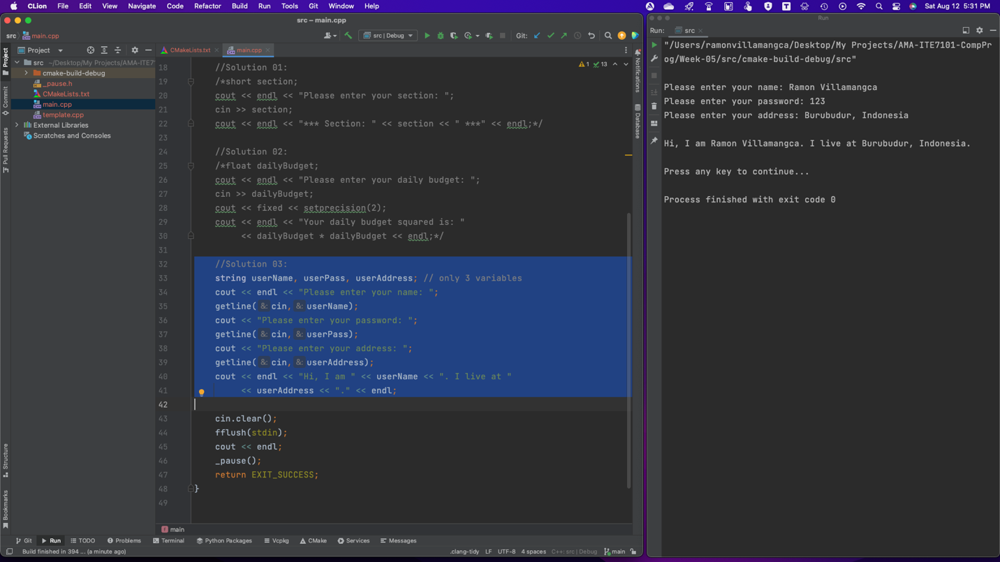 CLion File Edit View Navigate Code Refactor Build Run Tools Git Window Help
Sat Aug 12 5:31 PM
src – main.cpp
src main.cpp
src | Debug
Git:
Project
CMakeLists.txt
main.cpp
src ~/Desktop/My Projects/AMA-ITE7
cmake-build-debug
_pause.h
CMakeLists.txt
main.cpp
template.cpp
External Libraries
Scratches and Consoles
Project
Commit
Pull Requests
Structure
Bookmarks
1 13
18 //Solution 01:
19 /*short section;
20 cout << endl << "Please enter your section: ";
21 cin >> section;
22 cout << endl << "*** Section: " << section << " ***" << endl;*/
23
24 //Solution 02:
25 /*float dailyBudget;
26 cout << endl << "Please enter your daily budget: ";
27 cin >> dailyBudget;
28 cout << fixed << setprecision(2);
29 cout << endl << "Your daily budget squared is: "
30 << dailyBudget * dailyBudget << endl;*/
31
32 //Solution 03:
33 string userName, userPass, userAddress; // only 3 variables
34 cout << endl << "Please enter your name: ";
35 getline( &: cin, &: userName);
36 cout << "Please enter your password: ";
37 getline( &: cin, &: userPass);
38 cout << "Please enter your address: ";
39 getline( &: cin, &: userAddress);
40 cout << endl << "Hi, I am " << userName << ". I live at "
41 << userAddress << "." << endl;
42
43 cin.clear();
44 fflush(stdin);
45 cout << endl;
46 _pause();
47 return EXIT_SUCCESS;
48 }
49
f main
Notifications
Database
Git Run TODO Problems Terminal Python Packages Vcpkg CMake Services Messages
Build finished in 394 ... (a minute ago)
.clang-tidy LF UTF-8 4 spaces C++: src | Debug main
Run
Run: src
"/Users/ramonvillamangca/Desktop/My Projects/AMA-ITE7101-CompPr
og/Week-05/src/cmake-build-debug/src"
Please enter your name: Ramon Villamangca
Please enter your password: 123
Please enter your address: Burubudur, Indonesia
Hi, I am Ramon Villamangca. I live at Burubudur, Indonesia.
Press any key to continue...
Process finished with exit code 0